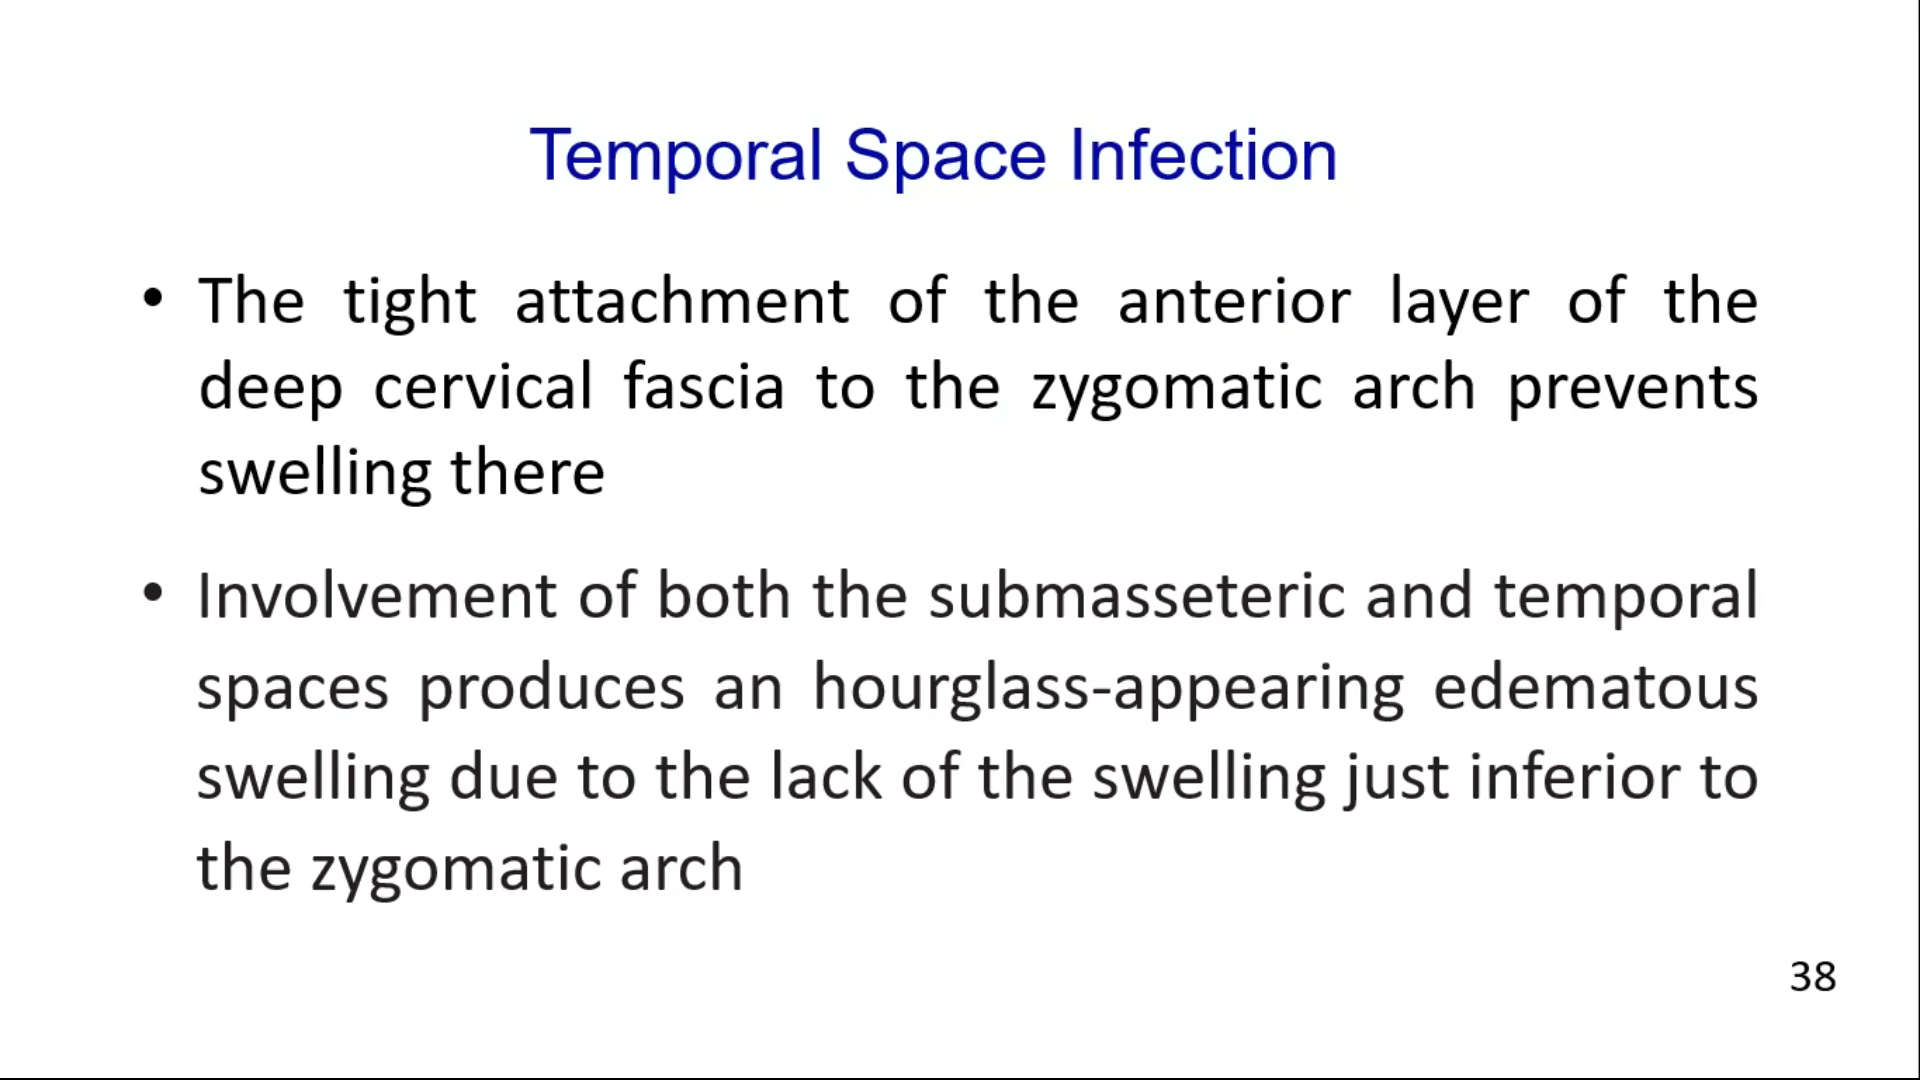 Temporal Space Infection
• The tight attachment of the anterior layer of the
deep cervical fascia to the zygomatic arch prevents
swelling there
• Involvement of both the submasseteric and temporal
spaces produces an hourglass-appearing edematous
swelling due to the lack of the swelling just inferior to
the zygomatic arch
38